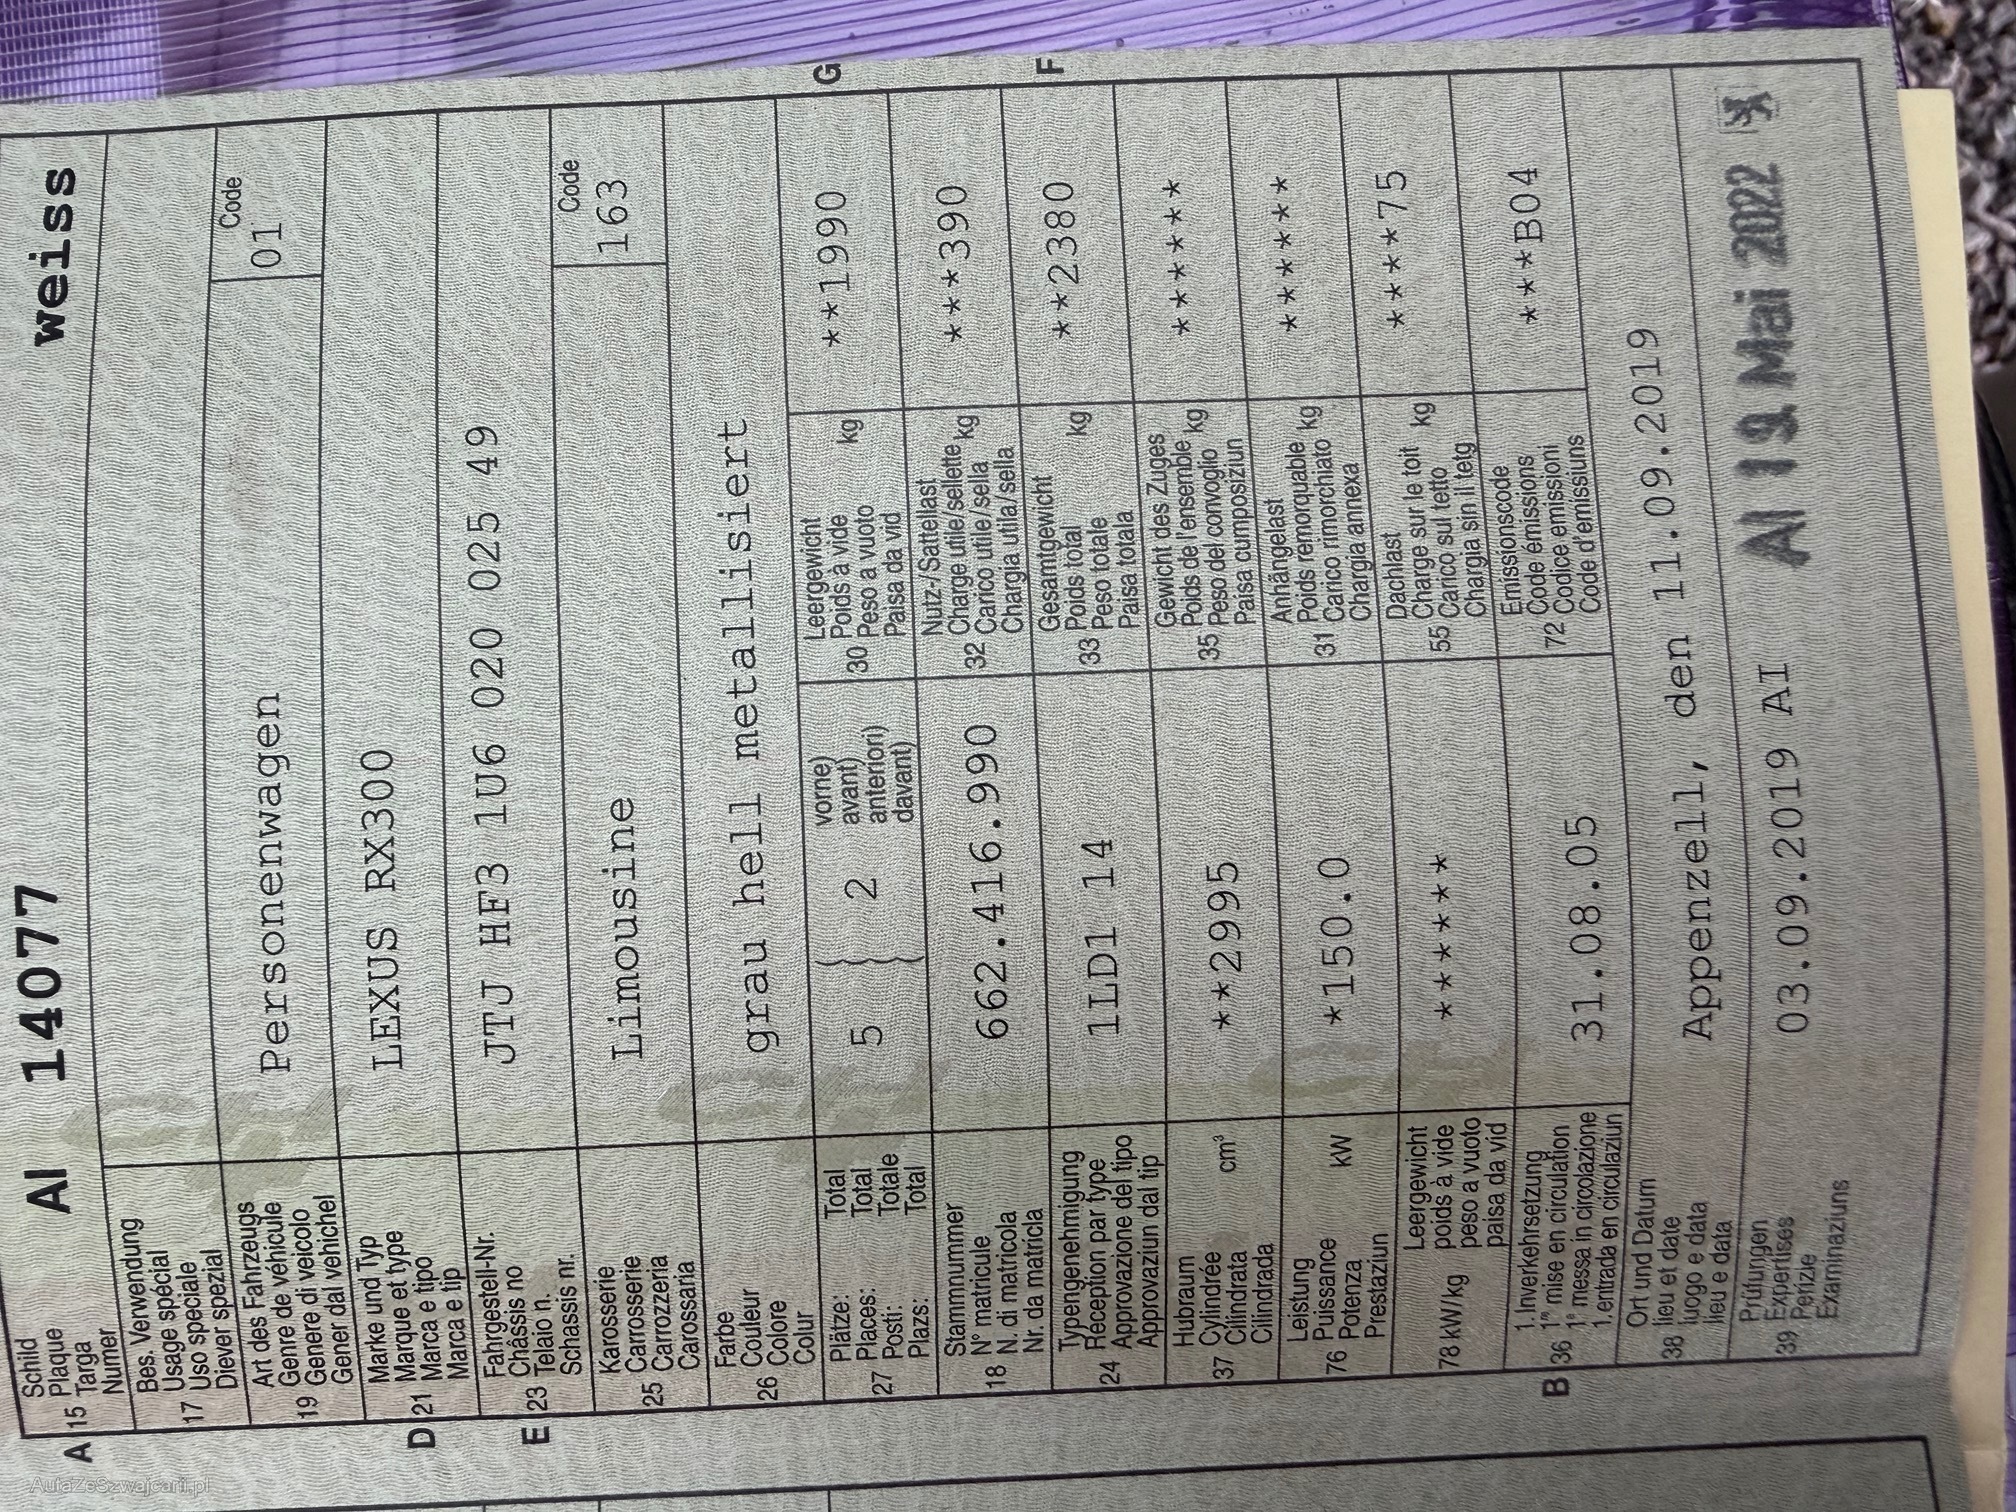 Schild
A 15 Plaque AI 14077 weiss
Targa
Numer
Bes. Verwendung
Usage spécial
17 Uso speciale
Diever spezial
Art des Fahrzeugs Code
Genre de véhicule Personenwagen 01
19 Genere di veicolo
Gener dal vehichel
Marke und Typ
Marque et type LEXUS RX300
D 21 Marca e tipo
Marca e tip
Fahrgestell-Nr.
Châssis no JTJ HF3 1U6 020 025 49
E 23 Telaio n.
Schassis nr.
Karosserie Code
Carrosserie Limousine 163
25 Carrozzeria
Carossaria
Farbe
Couleur grau hell metallisiert
26 Colore
Colur
Plätze: Total vorne)
Places: Total 5 2 avant)
27 Posti: Totale anteriori)
Plazs: Total davant)
Leergewicht
Poids à vide kg **1990 G
30 Peso a vuoto
Paisa da vid
Stammnummer
N° matricule 662.416.990
18 N. di matricola
Nr. da matricla
Nutz-/Sattellast
Charge utile/sellette kg ***390
32 Carico utile/sella
Chargia utila/sella
Typengenehmigung
Réception par type 1LD1 14
24 Approvazione del tipo
Approvaziun dal tip
Gesamtgewicht
Poids total kg **2380 F
33 Peso totale
Paisa totala
Hubraum
Cylindrée cm³ **2995
37 Cilindrata
Cilindrada
Gewicht des Zuges
Poids de l'ensemble kg ******
35 Peso del convoglio
Paisa cumposiziun
Leistung
Puissance kW *150.0
76 Potenza
Prestaziun
Anhängelast
Poids remorquable kg ******
31 Carico rimorchiato
Chargia annexa
Leergewicht
poids à vide ******
78 kW/kg peso a vuoto
paisa da vid
Dachlast
Charge sur le toit kg ****75
55 Carico sul tetto
Chargia sin il tetg
1. Inverkehrsetzung
1re mise en circulation 31.08.05
B 36 1a messa in circolazione
1. entrada en circulaziun
Emissionscode
Code émissions ***B04
72 Codice emissioni
Code d'emissiuns
Ort und Datum
38 lieu et date Appenzell, den 11.09.2019
luogo e data
lieu e data
Prüfungen
39 Expertises 03.09.2019 AI AI 19 Mai 2022
Perizie
Examinaziuns
AutaZeSzwajcarii.pl